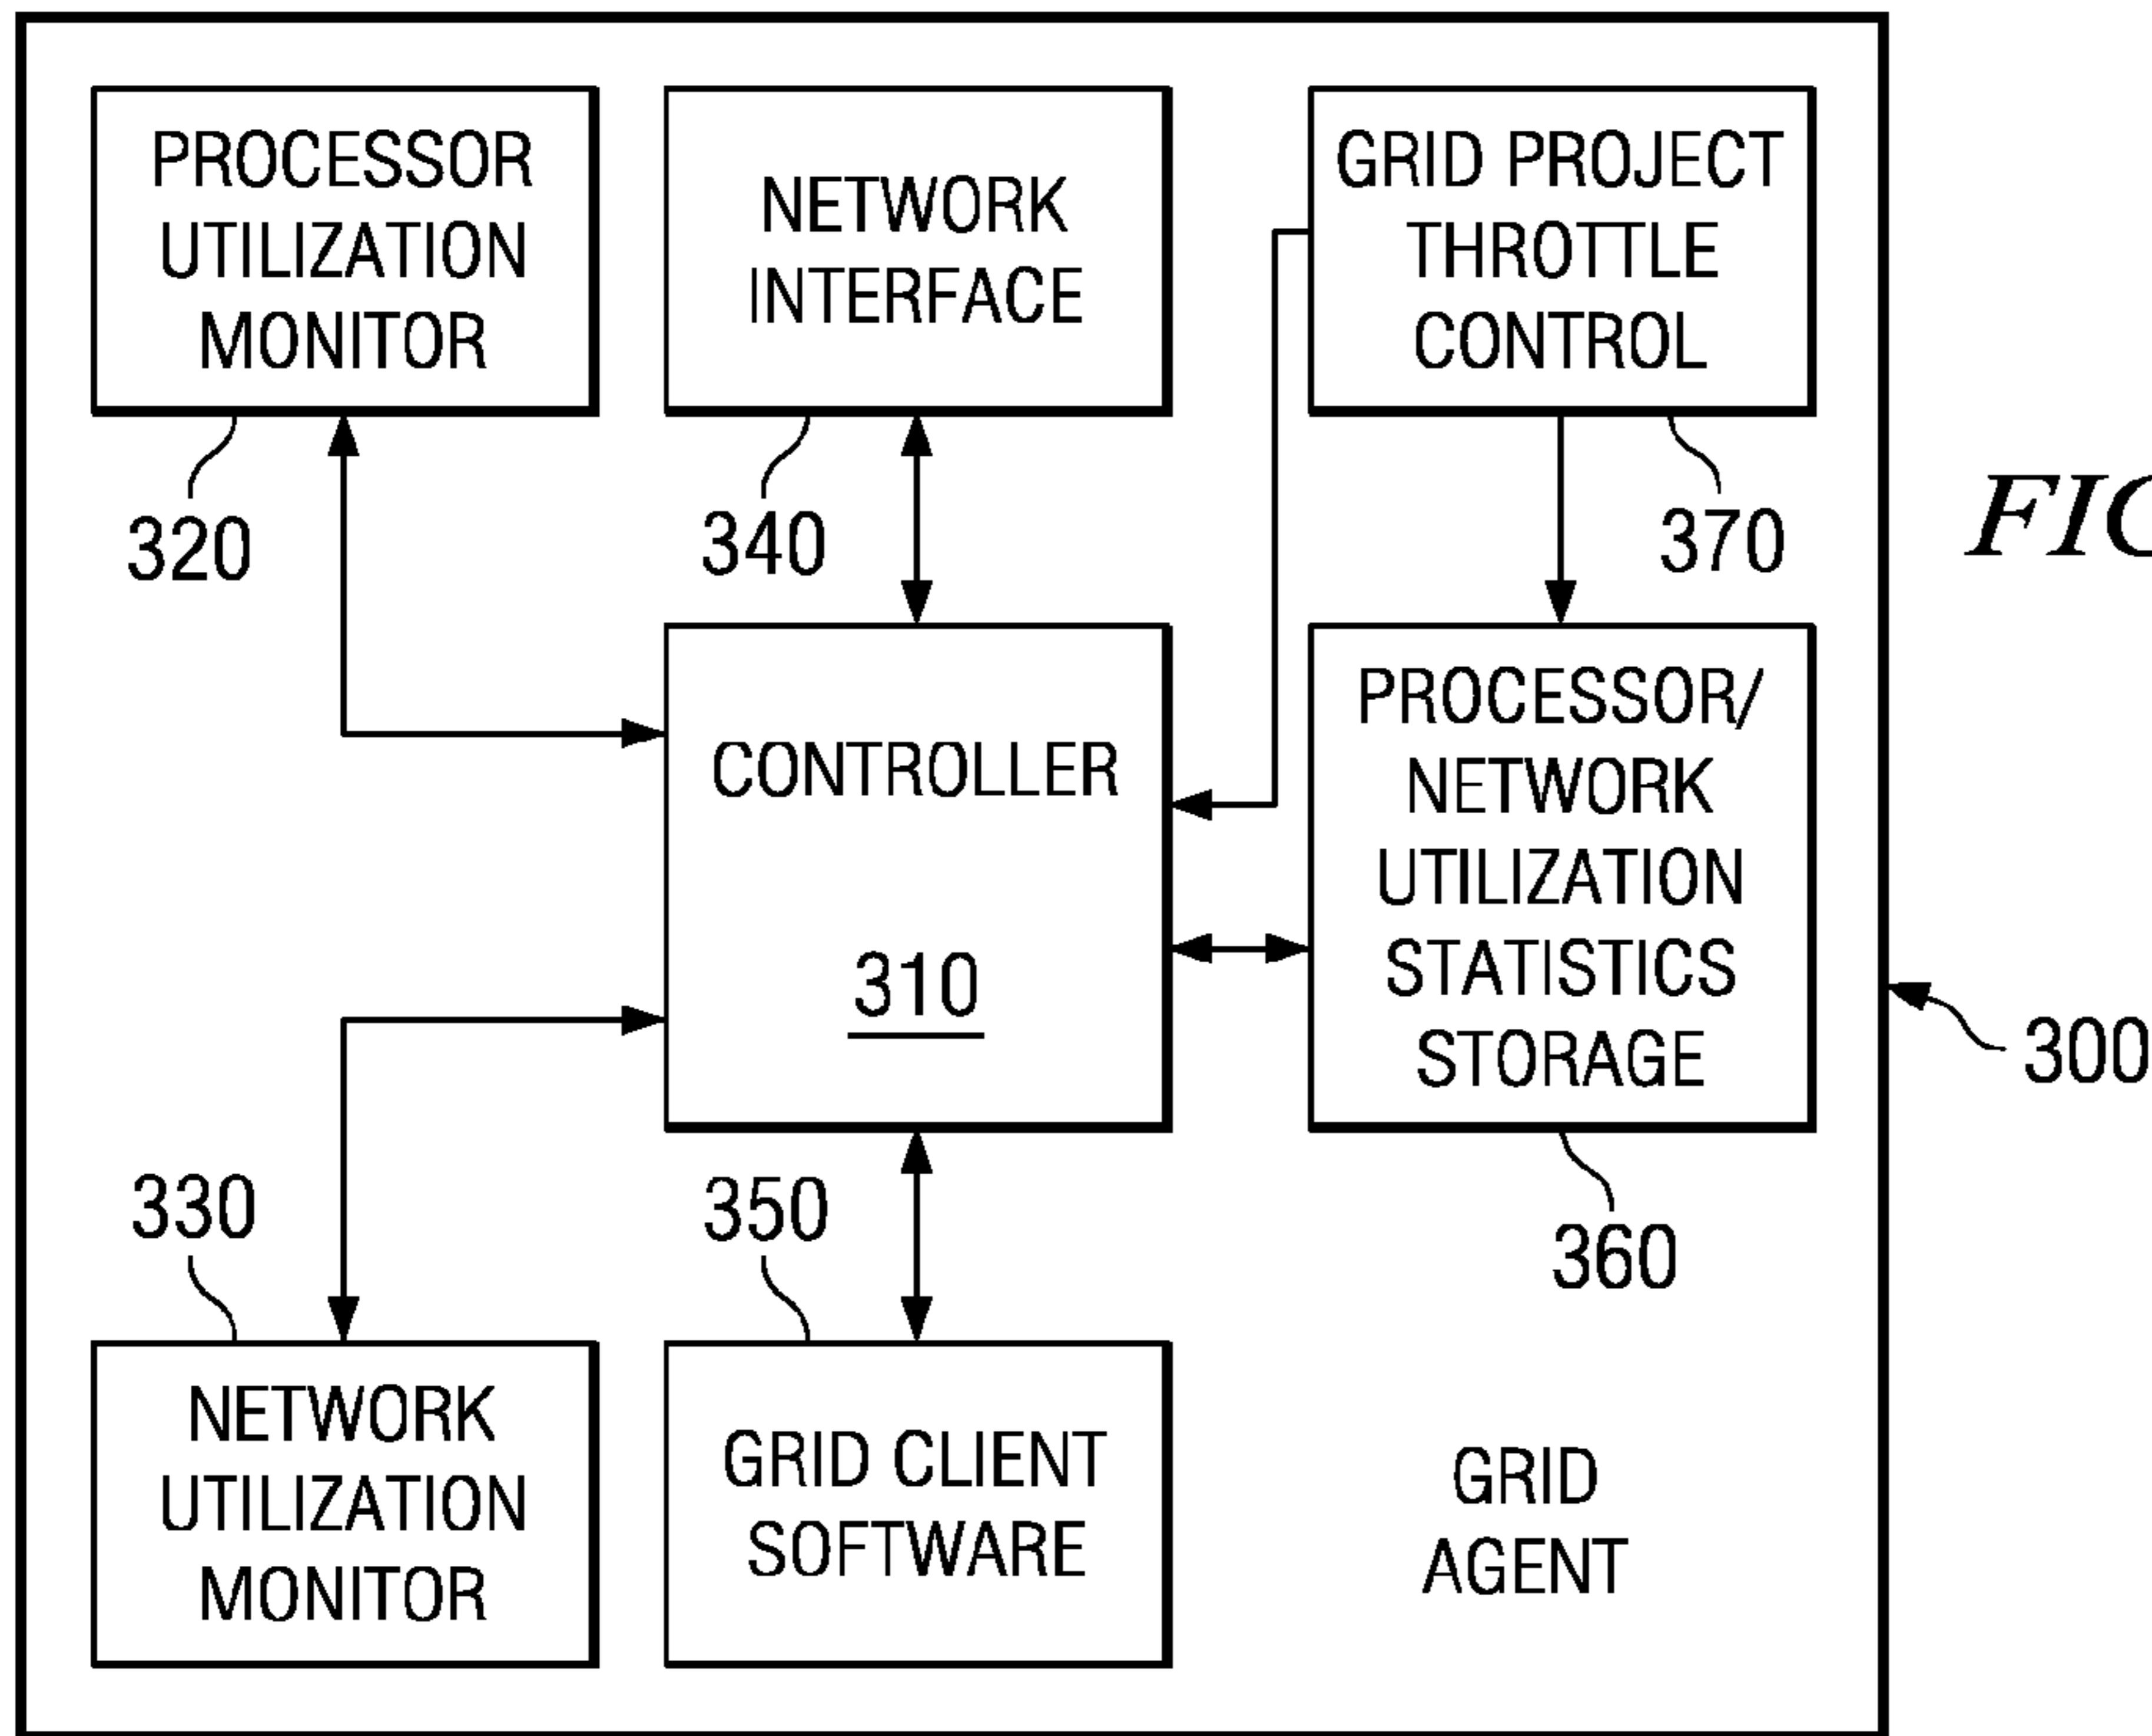 PROCESSOR
UTILIZATION
MONITOR
320
NETWORK
INTERFACE
340
GRID PROJECT
THROTTLE
CONTROL
370
CONTROLLER
310
PROCESSOR/
NETWORK
UTILIZATION
STATISTICS
STORAGE
360
330
NETWORK
UTILIZATION
MONITOR
350
GRID CLIENT
SOFTWARE
GRID
AGENT
300